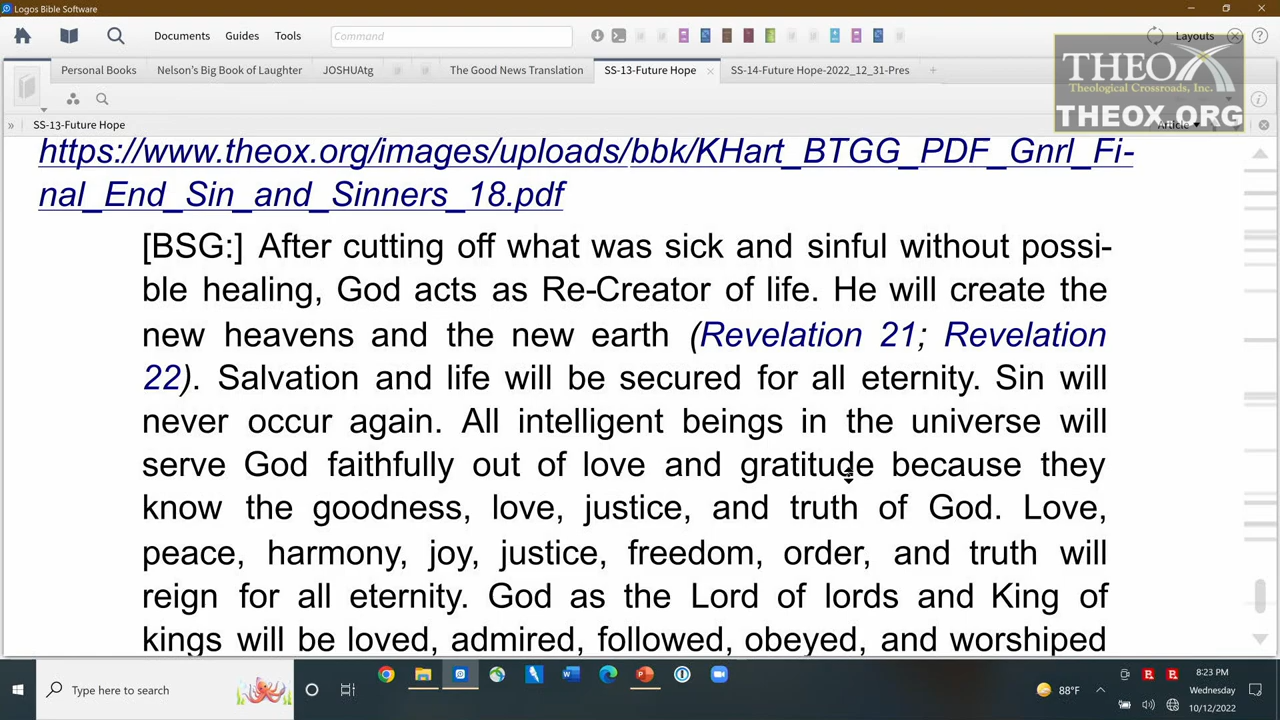 Logos Bible Software
Documents Guides Tools Command Layouts
THEOX
Theological Crossroads, Inc.
THEOX.ORG
Personal Books Nelson's Big Book of Laughter JOSHUAtg The Good News Translation SS-13-Future Hope SS-14-Future Hope-2022_12_31-Pres
SS-13-Future Hope Article
https://www.theox.org/images/uploads/bbk/KHart_BTGG_PDF_Gnrl_Fi-
nal_End_Sin_and_Sinners_18.pdf
[BSG:] After cutting off what was sick and sinful without possi-
ble healing, God acts as Re-Creator of life. He will create the
new heavens and the new earth (Revelation 21; Revelation
22). Salvation and life will be secured for all eternity. Sin will
never occur again. All intelligent beings in the universe will
serve God faithfully out of love and gratitude because they
know the goodness, love, justice, and truth of God. Love,
peace, harmony, joy, justice, freedom, order, and truth will
reign for all eternity. God as the Lord of lords and King of
kings will be loved, admired, followed, obeyed, and worshiped
Type here to search
88°F
8:23 PM
Wednesday
10/12/2022